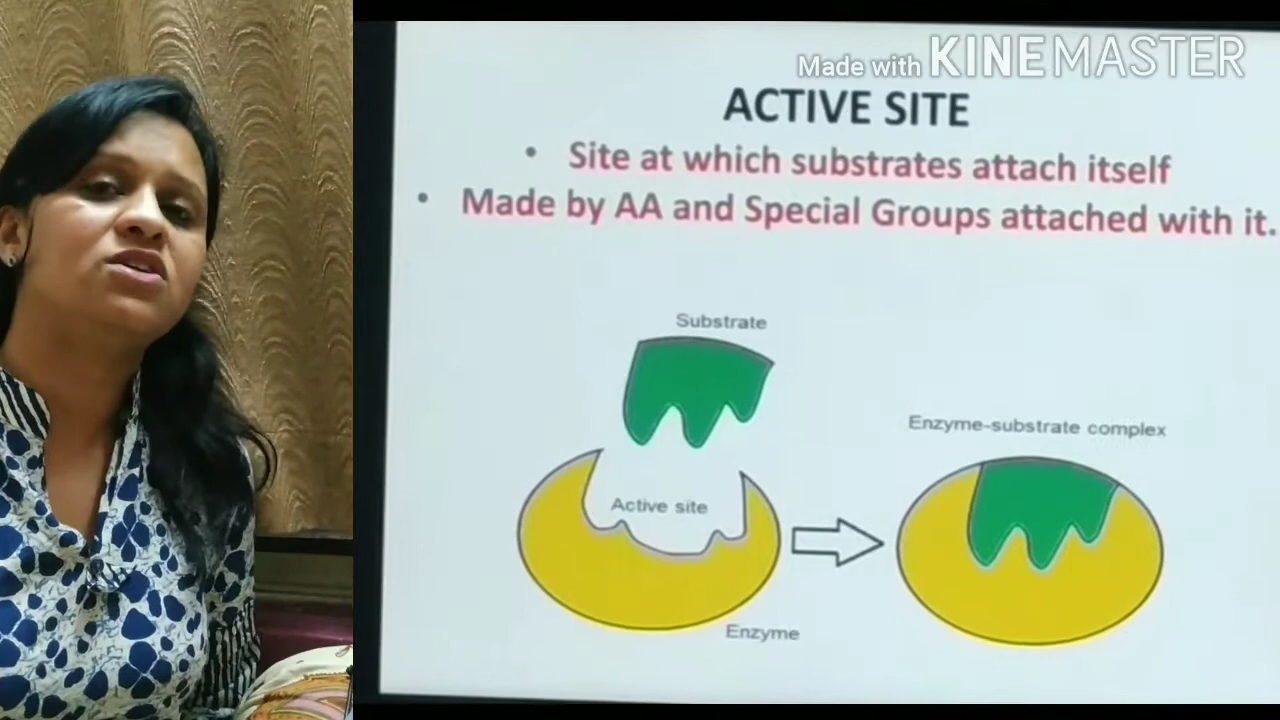 Made with KINEMASTER
ACTIVE SITE
• Site at which substrates attach itself
• Made by AA and Special Groups attached with it.
Substrate
Enzyme-substrate complex
Active site
Enzyme